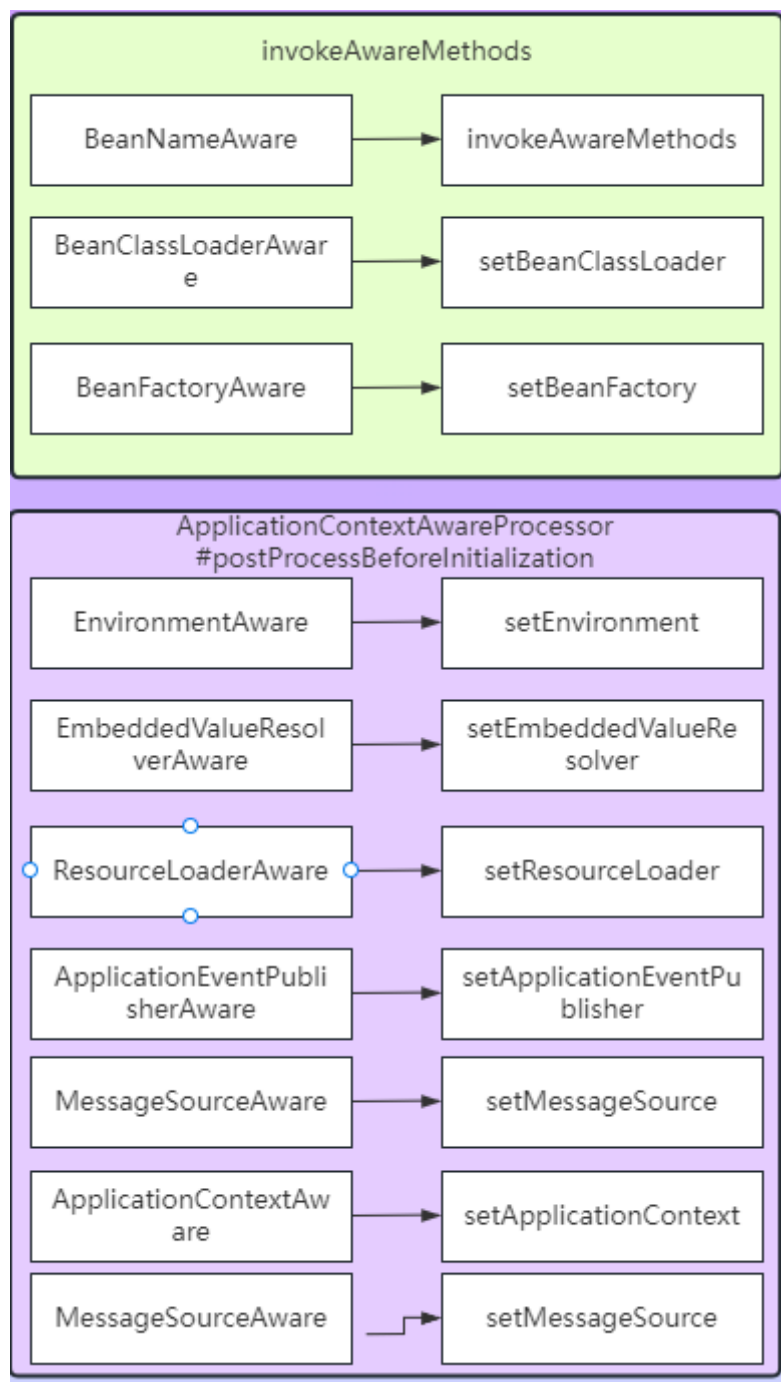 invokeAwareMethods
BeanNameAware
invokeAwareMethods
BeanClassLoaderAwar
e
setBeanClassLoader
BeanFactoryAware
setBeanFactory
ApplicationContextAwareProcessor
#postProcessBeforeInitialization
EnvironmentAware
setEnvironment
EmbeddedValueResol
verAware
setEmbeddedValueRe
solver
ResourceLoaderAware
setResourceLoader
ApplicationEventPubli
sherAware
setApplicationEventPu
blisher
MessageSourceAware
setMessageSource
ApplicationContextAw
are
setApplicationContext
MessageSourceAware
setMessageSource